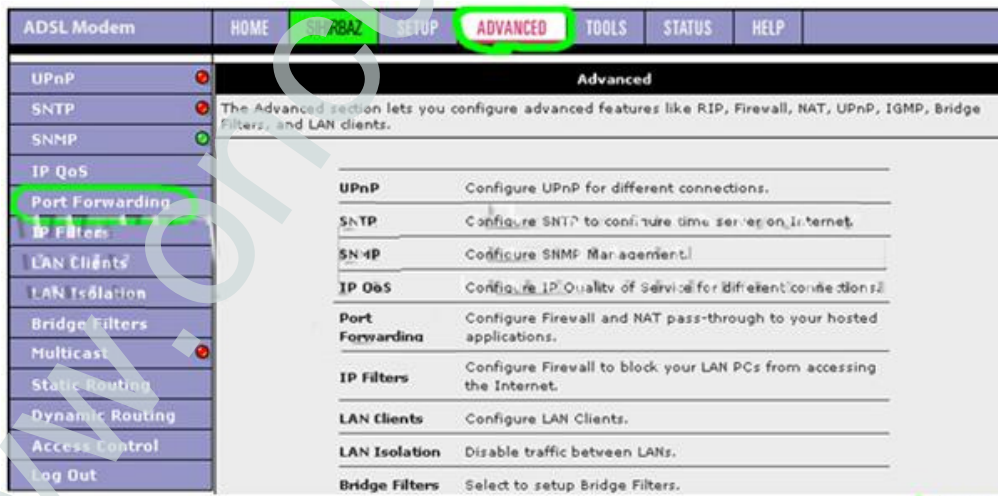 ADSL Modem
HOME SIHIRBAZ SETUP ADVANCED TOOLS STATUS HELP
UPnP
SNTP
SNMP
IP QoS
Port Forwarding
IP Filters
LAN Clients
LAN Isolation
Bridge Filters
Multicast
Static Routing
Dynamic Routing
Access Control
Log Out
Advanced
The Advanced section lets you configure advanced features like RIP, Firewall, NAT, UPnP, IGMP, Bridge
Filters, and LAN clients.
UPnP Configure UPnP for different connections.
SNTP Configure SNTP to configure time server on Internet.
SNMP Configure SNMP Management.
IP QoS Configure IP Quality of Service for different connections.
Port Configure Firewall and NAT pass-through to your hosted
Forwarding applications.
IP Filters Configure Firewall to block your LAN PCs from accessing
the Internet.
LAN Clients Configure LAN Clients.
LAN Isolation Disable traffic between LANs.
Bridge Filters Select to setup Bridge Filters.